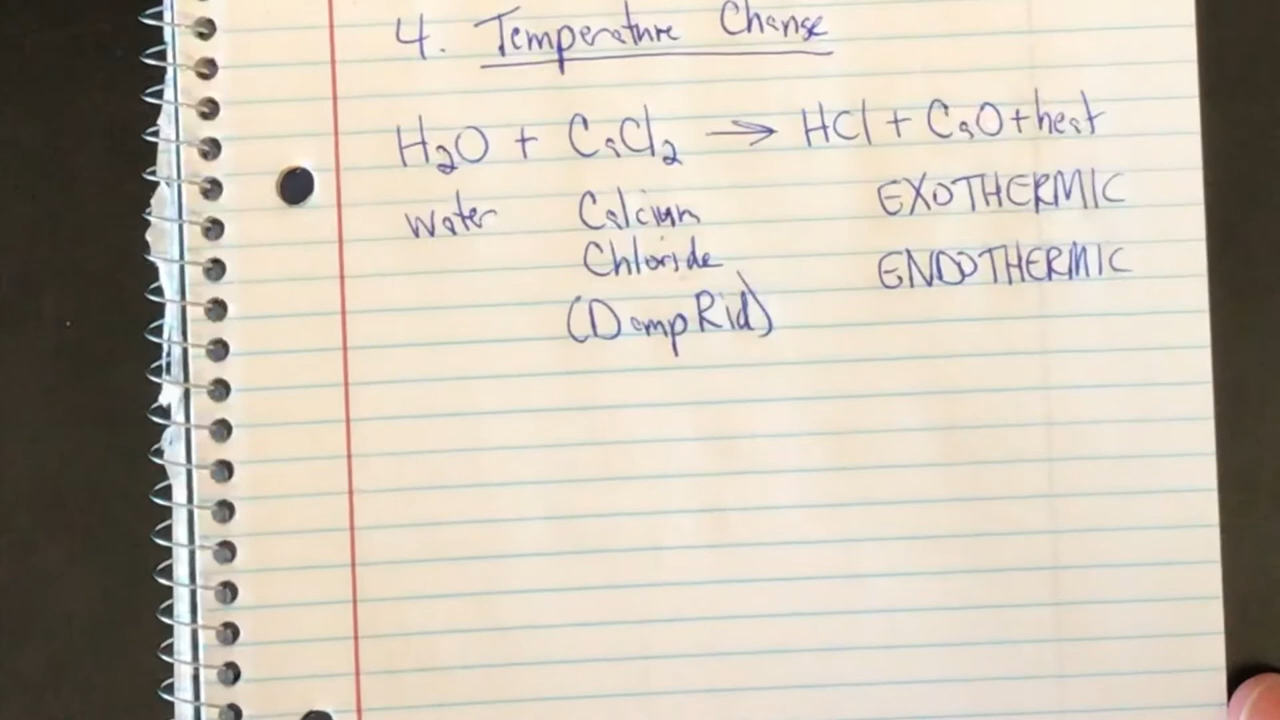 4. Temperature Change
H₂O + CaCl₂ → HCl + CaO + heat
water Calcium EXOTHERMIC
Chloride ENDOTHERMIC
(DampRid)